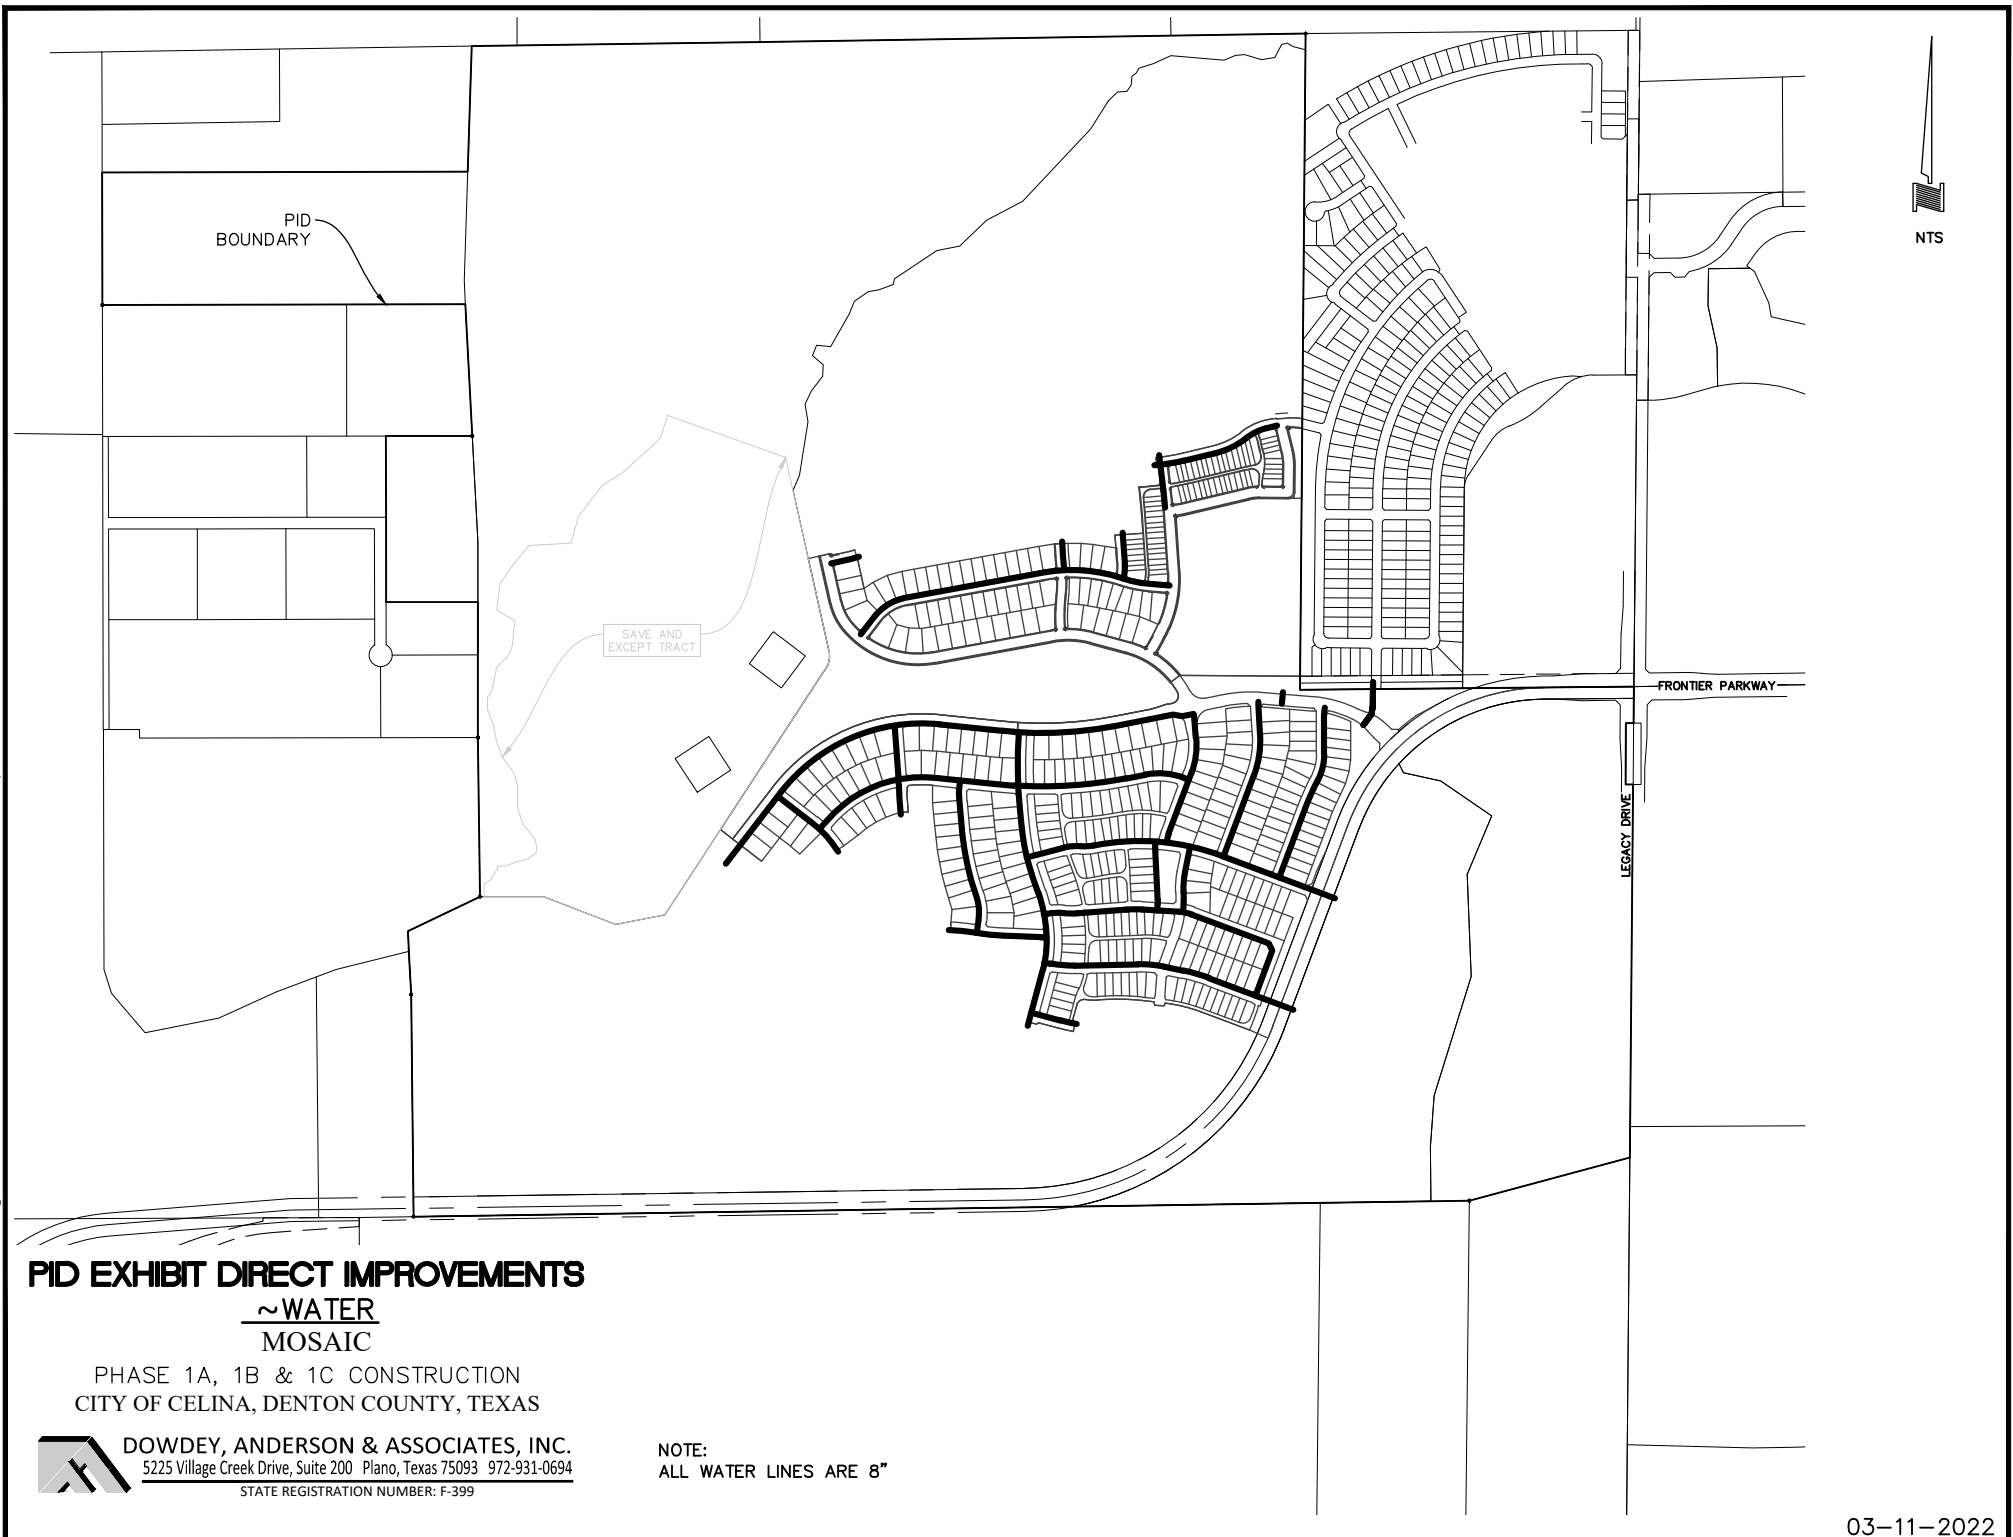 PID
BOUNDARY
NTS
SAVE AND
EXCEPT TRACT
FRONTIER PARKWAY
LEGACY DRIVE
PID EXHIBIT DIRECT IMPROVEMENTS
~WATER
MOSAIC
PHASE 1A, 1B & 1C CONSTRUCTION
CITY OF CELINA, DENTON COUNTY, TEXAS
DOWDEY, ANDERSON & ASSOCIATES, INC.
5225 Village Creek Drive, Suite 200 Plano, Texas 75093 972-931-0694
STATE REGISTRATION NUMBER: F-399
NOTE:
ALL WATER LINES ARE 8"
03-11-2022